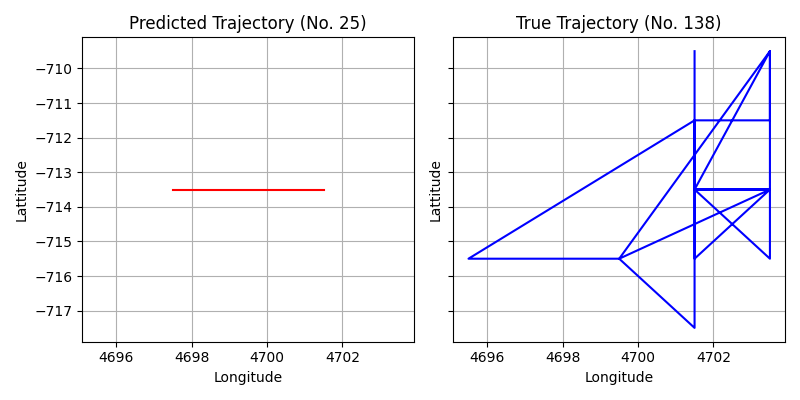 Predicted Trajectory (No. 25)
True Trajectory (No. 138)
Lattitude
−710
−711
−712
−713
−714
−715
−716
−717
4696
4698
4700
4702
Longitude
Lattitude
4696
4698
4700
4702
Longitude